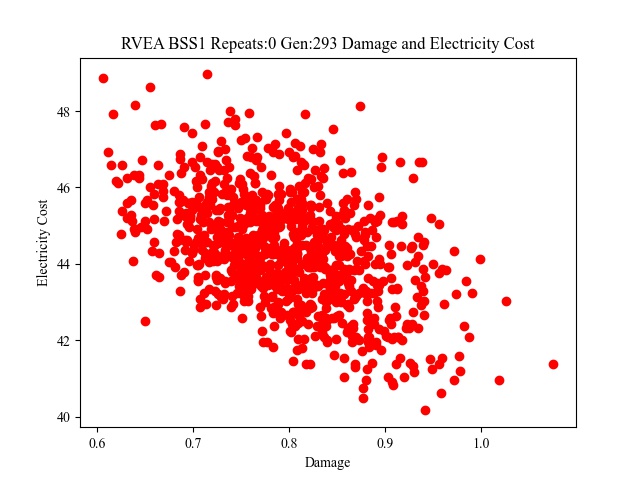 RVEA BSS1 Repeats:0 Gen:293 Damage and Electricity Cost
48
46
44
42
40
Electricity Cost
0.6 0.7 0.8 0.9 1.0
Damage